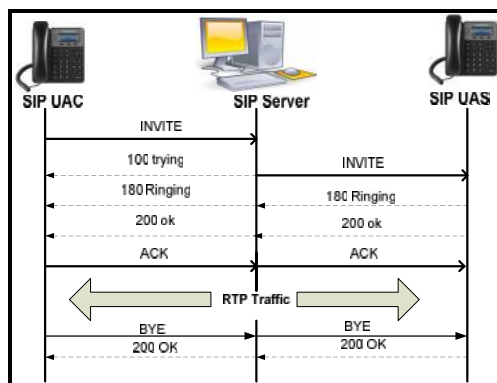 SIP UAC
SIP Server
SIP UAS
INVITE
100 trying
INVITE
180 Ringing
180 Ringing
200 ok
200 ok
ACK
ACK
RTP Traffic
BYE
BYE
200 OK
200 OK